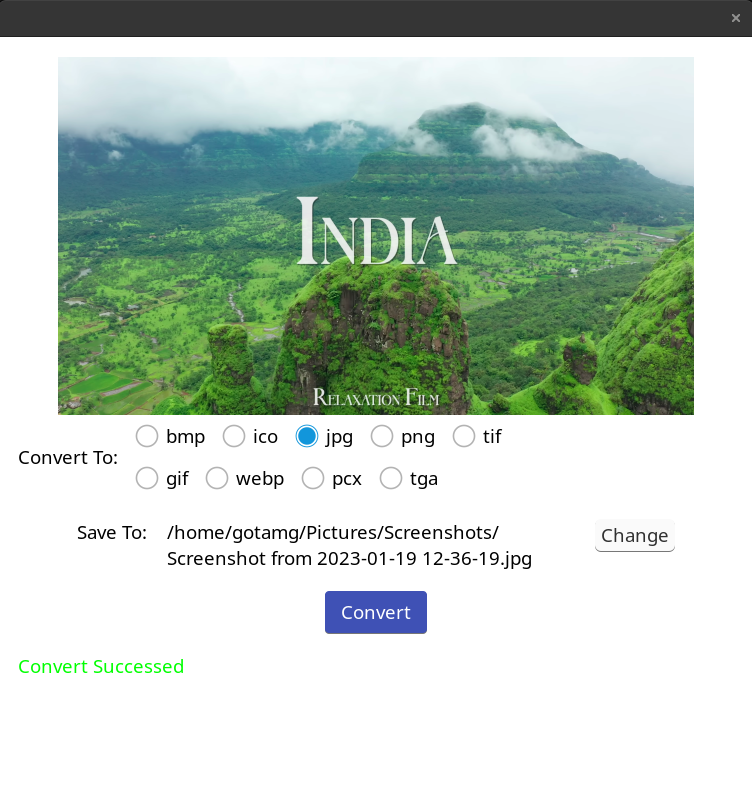 INDIA
RELAXATION FILM
Convert To:
bmp ico jpg png tif
gif webp pcx tga
Save To: /home/gotamg/Pictures/Screenshots/
Screenshot from 2023-01-19 12-36-19.jpg
Change
Convert
Convert Successed